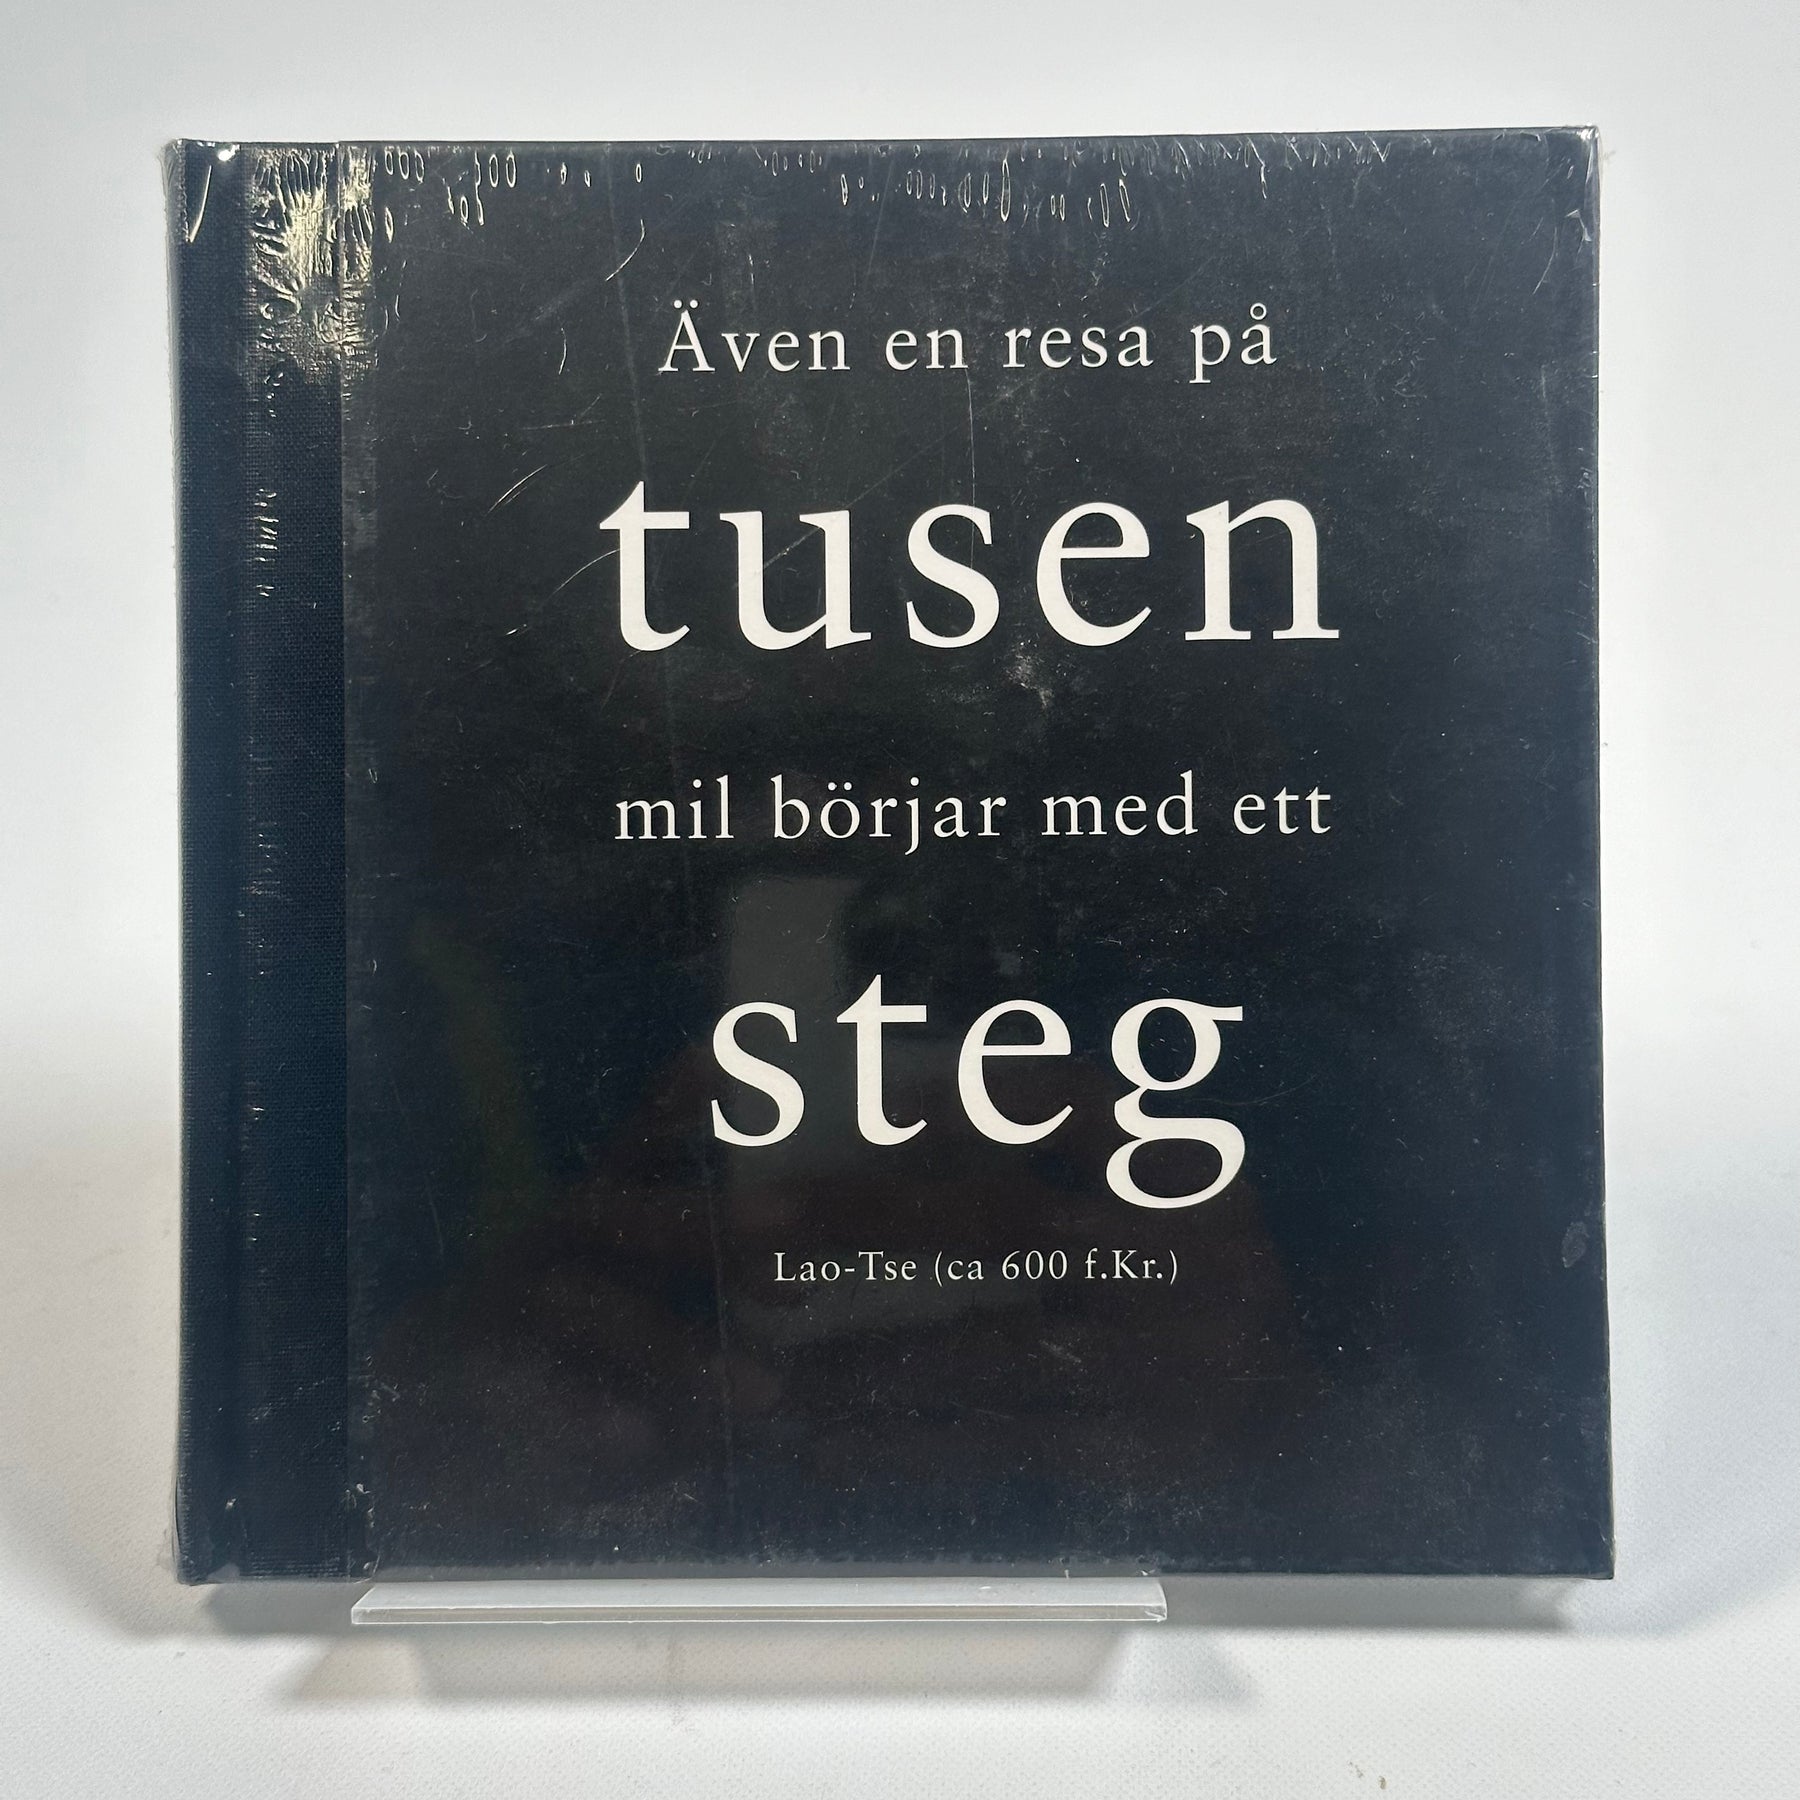 Även en resa på
tusen
mil börjar med ett
steg
Lao-Tse (ca 600 f.Kr.)